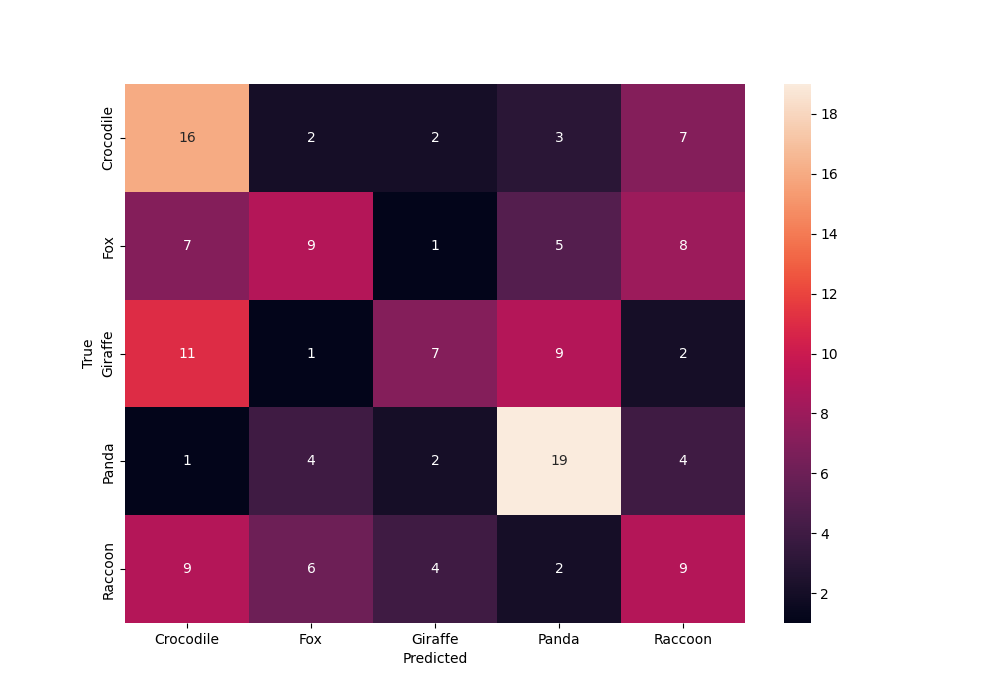 Crocodile 16 2 2 3 7
Fox 7 9 1 5 8
Giraffe 11 1 7 9 2
Panda 1 4 2 19 4
Raccoon 9 6 4 2 9
True
Crocodile Fox Giraffe Panda Raccoon
Predicted
18
16
14
12
10
8
6
4
2